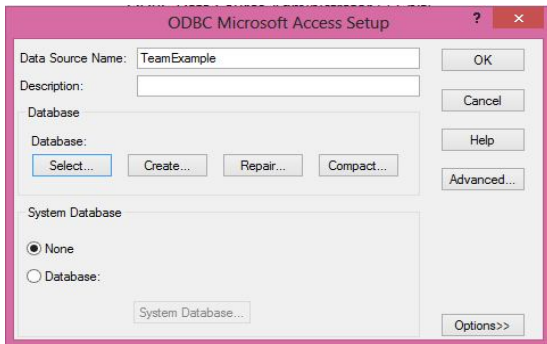 ODBC Microsoft Access Setup
?
×
Data Source Name: TeamExample
OK
Description:
Cancel
Database
Database:
Help
Select... Create... Repair... Compact...
Advanced...
System Database
None
Database:
System Database...
Options>>